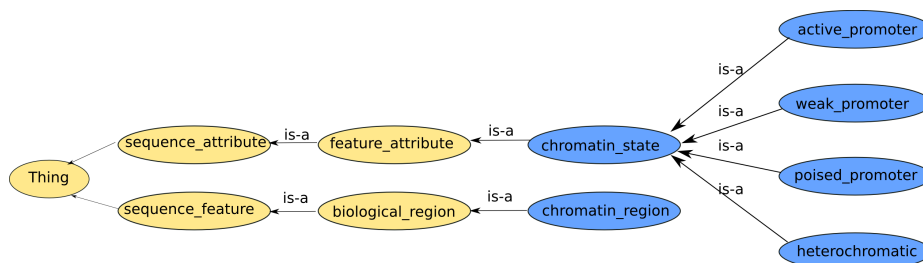 active_promoter
is-a
weak_promoter
is-a
sequence_attribute
is-a
feature_attribute
is-a
chromatin_state
is-a
Thing
poised_promoter
is-a
sequence_feature
is-a
biological_region
is-a
chromatin_region
heterochromatic